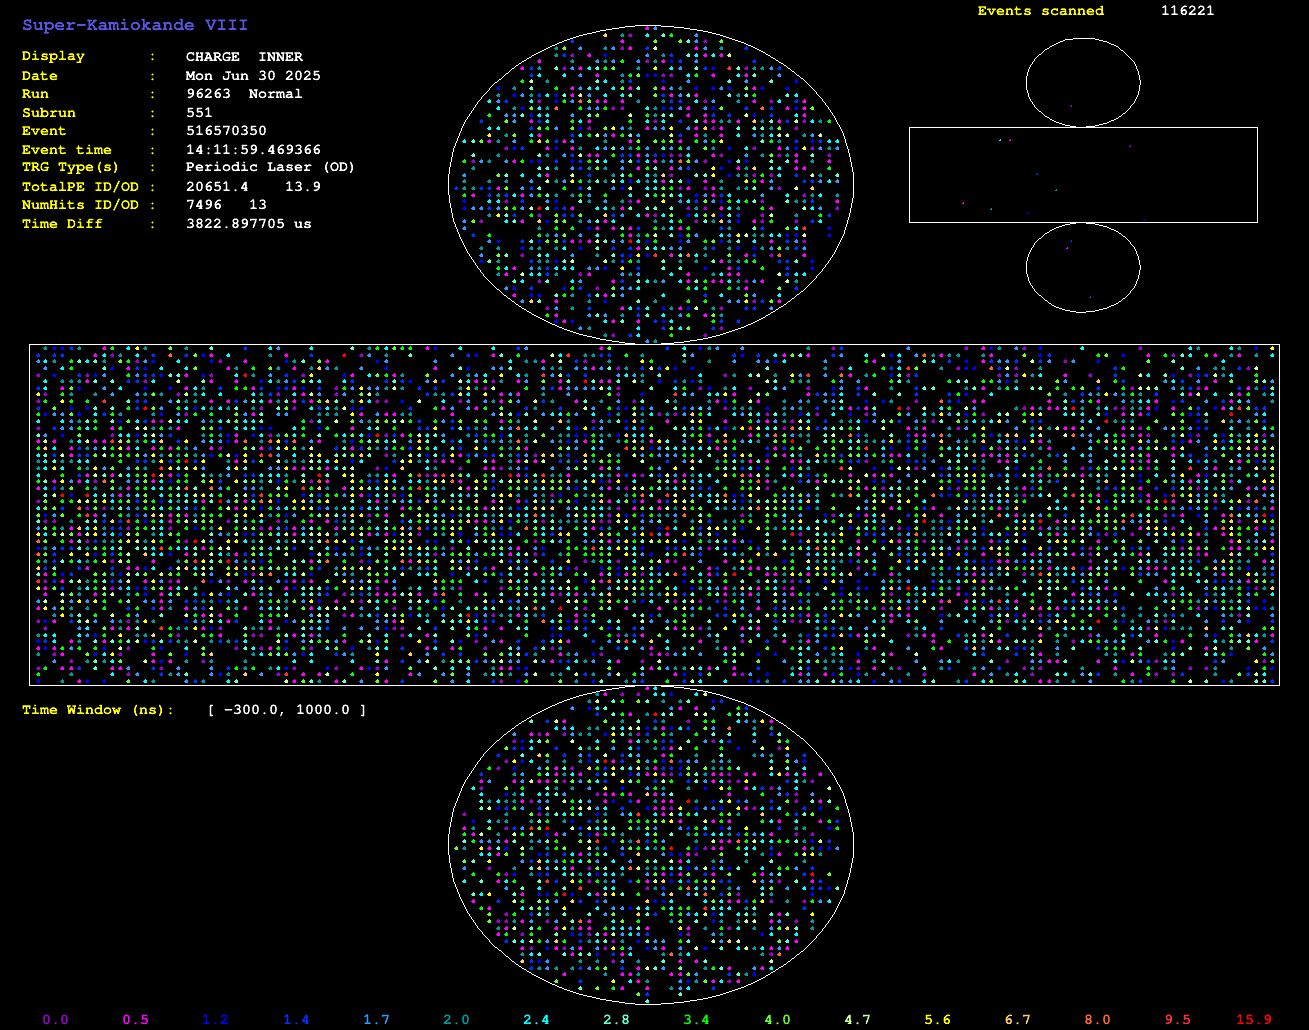 Super-Kamiokande VIII
Events scanned 116221
Display : CHARGE INNER
Date : Mon Jun 30 2025
Run : 96263 Normal
Subrun : 551
Event : 516570350
Event time : 14:11:59.469366
TRG Type(s) : Periodic Laser (OD)
TotalPE ID/OD : 20651.4 13.9
NumHits ID/OD : 7496 13
Time Diff : 3822.897705 us
Time Window (ns): [ -300.0, 1000.0 ]
0.0 0.5 1.2 1.4 1.7 2.0 2.4 2.8 3.4 4.0 4.7 5.6 6.7 8.0 9.5 15.9